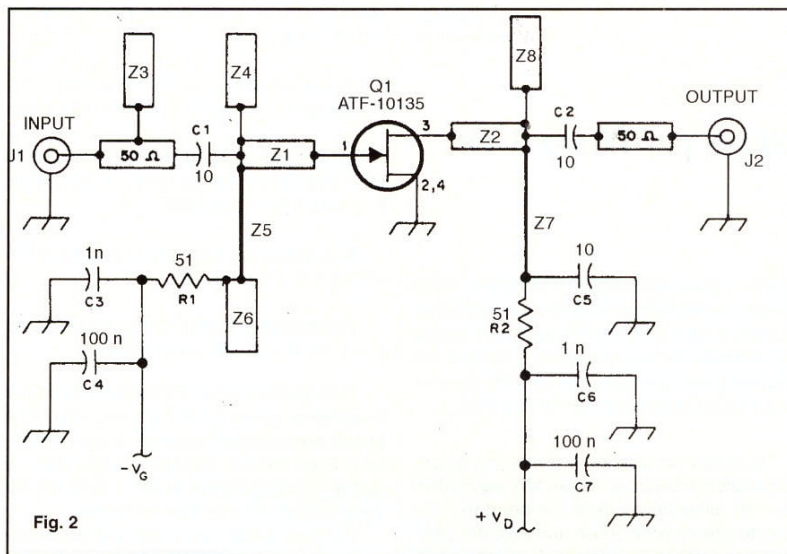 Z3
Z4
Z8
Q1
ATF-10135
INPUT
C1
C2
OUTPUT
J1
50 Ω
10
Z1
1
3
2,4
Z2
10
50 Ω
J2
Z5
Z7
1n
C3
51
R1
Z6
10
C5
51
R2
100 n
C4
1 n
C6
-VG
100 n
C7
+VD
Fig. 2